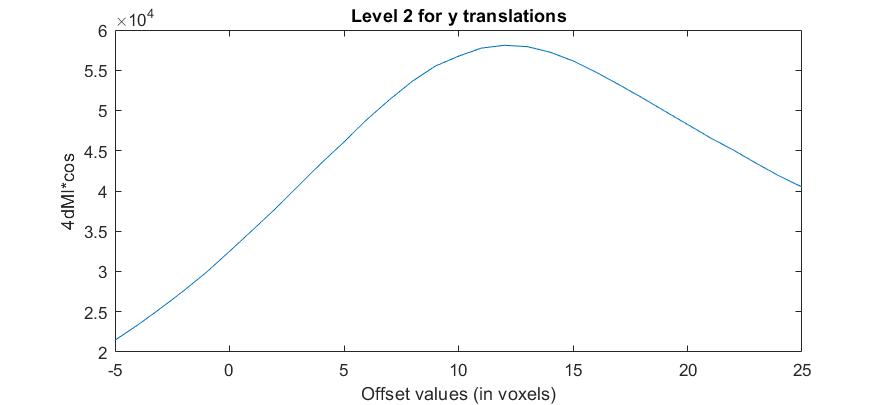 Level 2 for y translations
×10⁴
6
5.5
5
4.5
4
3.5
3
2.5
2
4dMI*cos
-5 0 5 10 15 20 25
Offset values (in voxels)